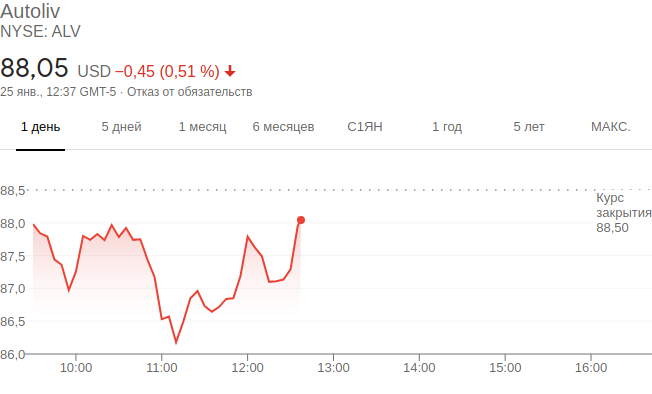 Autoliv
NYSE: ALV
88,05 USD −0,45 (0,51 %)
25 янв., 12:37 GMT-5 · Отказ от обязательств
1 день 5 дней 1 месяц 6 месяцев С1ЯН 1 год 5 лет МАКС.
88,5
Курс
закрытия
88,50
88,0
87,5
87,0
86,5
86,0
10:00 11:00 12:00 13:00 14:00 15:00 16:00